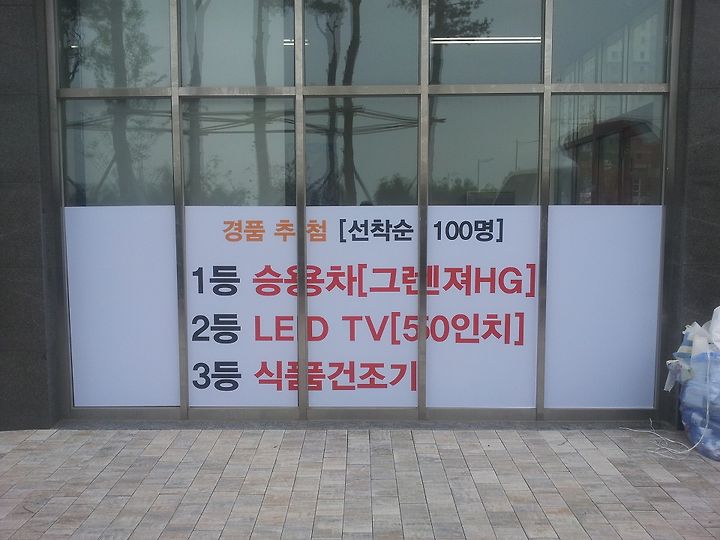 경품 추첨 [선착순 100명]
1등 승용차[그렌져HG]
2등 LED TV[50인치]
3등 식품건조기